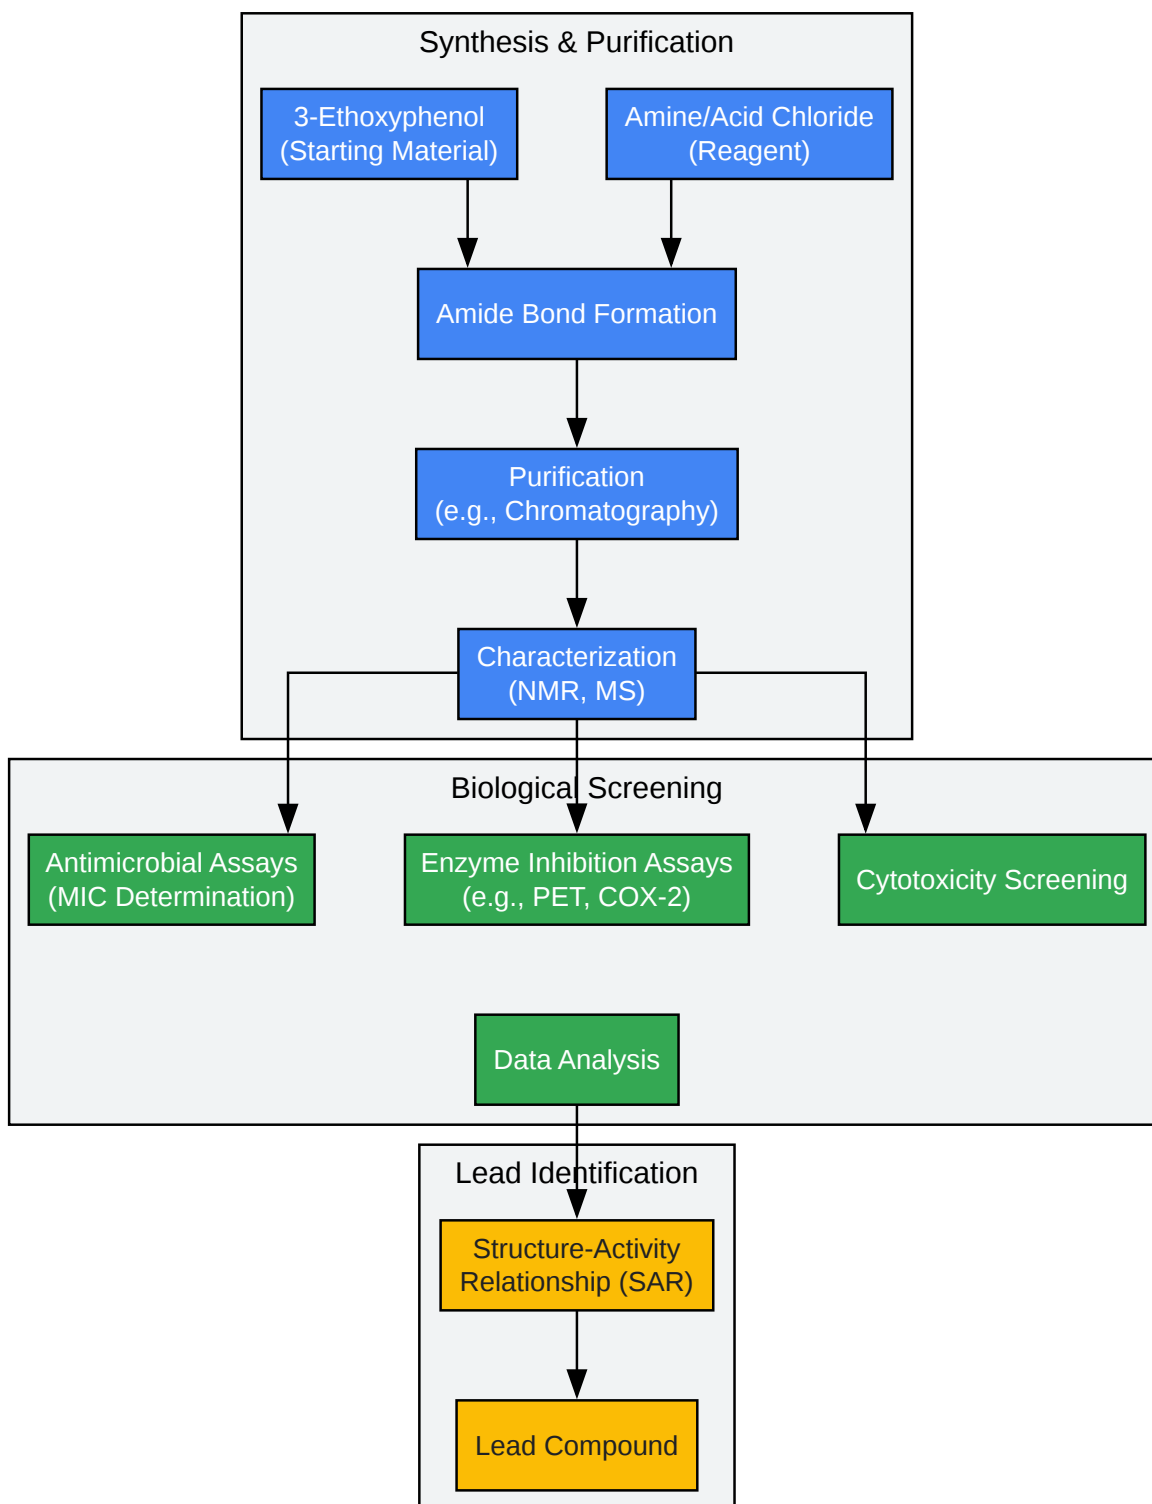 Synthesis & Purification
3-Ethoxyphenol
(Starting Material)
Amine/Acid Chloride
(Reagent)
Amide Bond Formation
Purification
(e.g., Chromatography)
Characterization
(NMR, MS)
Biological Screening
Antimicrobial Assays
(MIC Determination)
Enzyme Inhibition Assays
(e.g., PET, COX-2)
Cytotoxicity Screening
Data Analysis
Lead Identification
Structure-Activity
Relationship (SAR)
Lead Compound